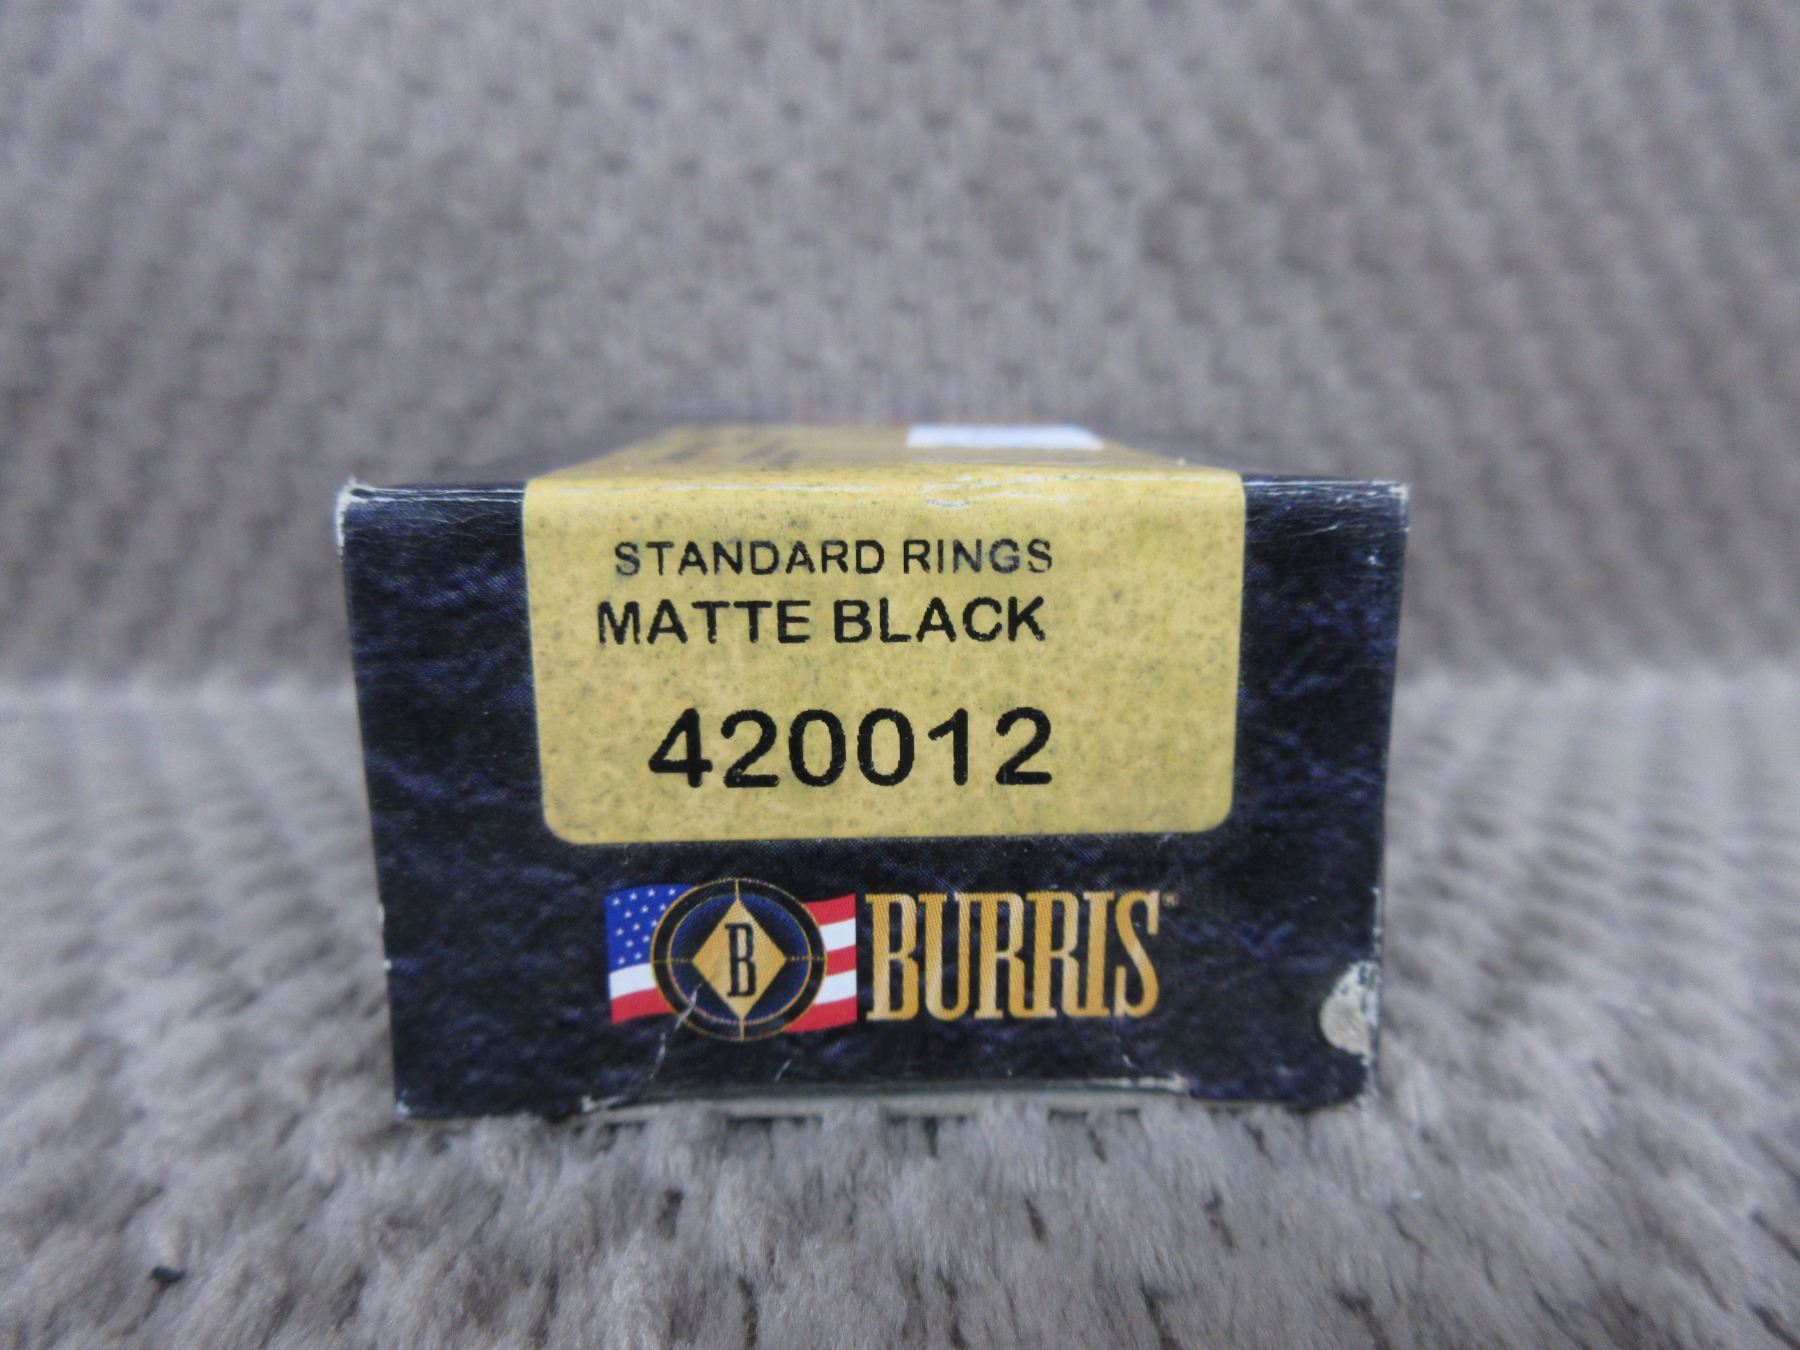 STANDARD RINGS
MATTE BLACK
420012
B BURRIS